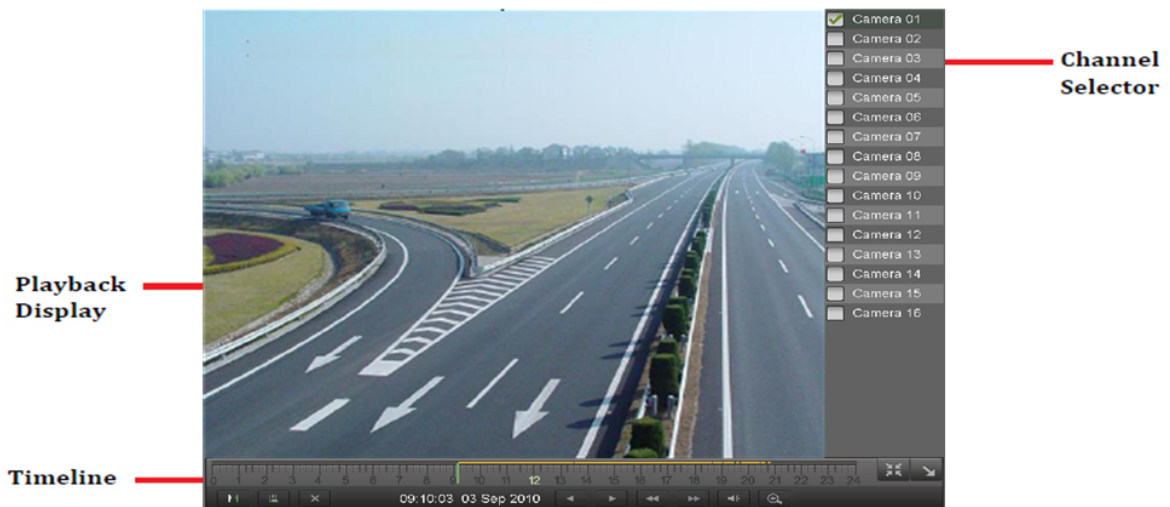 Camera 01
Camera 02
Camera 03
Camera 04
Camera 05
Camera 06
Camera 07
Camera 08
Camera 09
Camera 10
Camera 11
Camera 12
Camera 13
Camera 14
Camera 15
Camera 16
Channel
Selector
Playback
Display
Timeline
0 1 2 3 4 5 6 7 8 9 10 11 12 13 14 15 16 17 18 19 20 21 22 23 24
09:10:03 03 Sep 2010